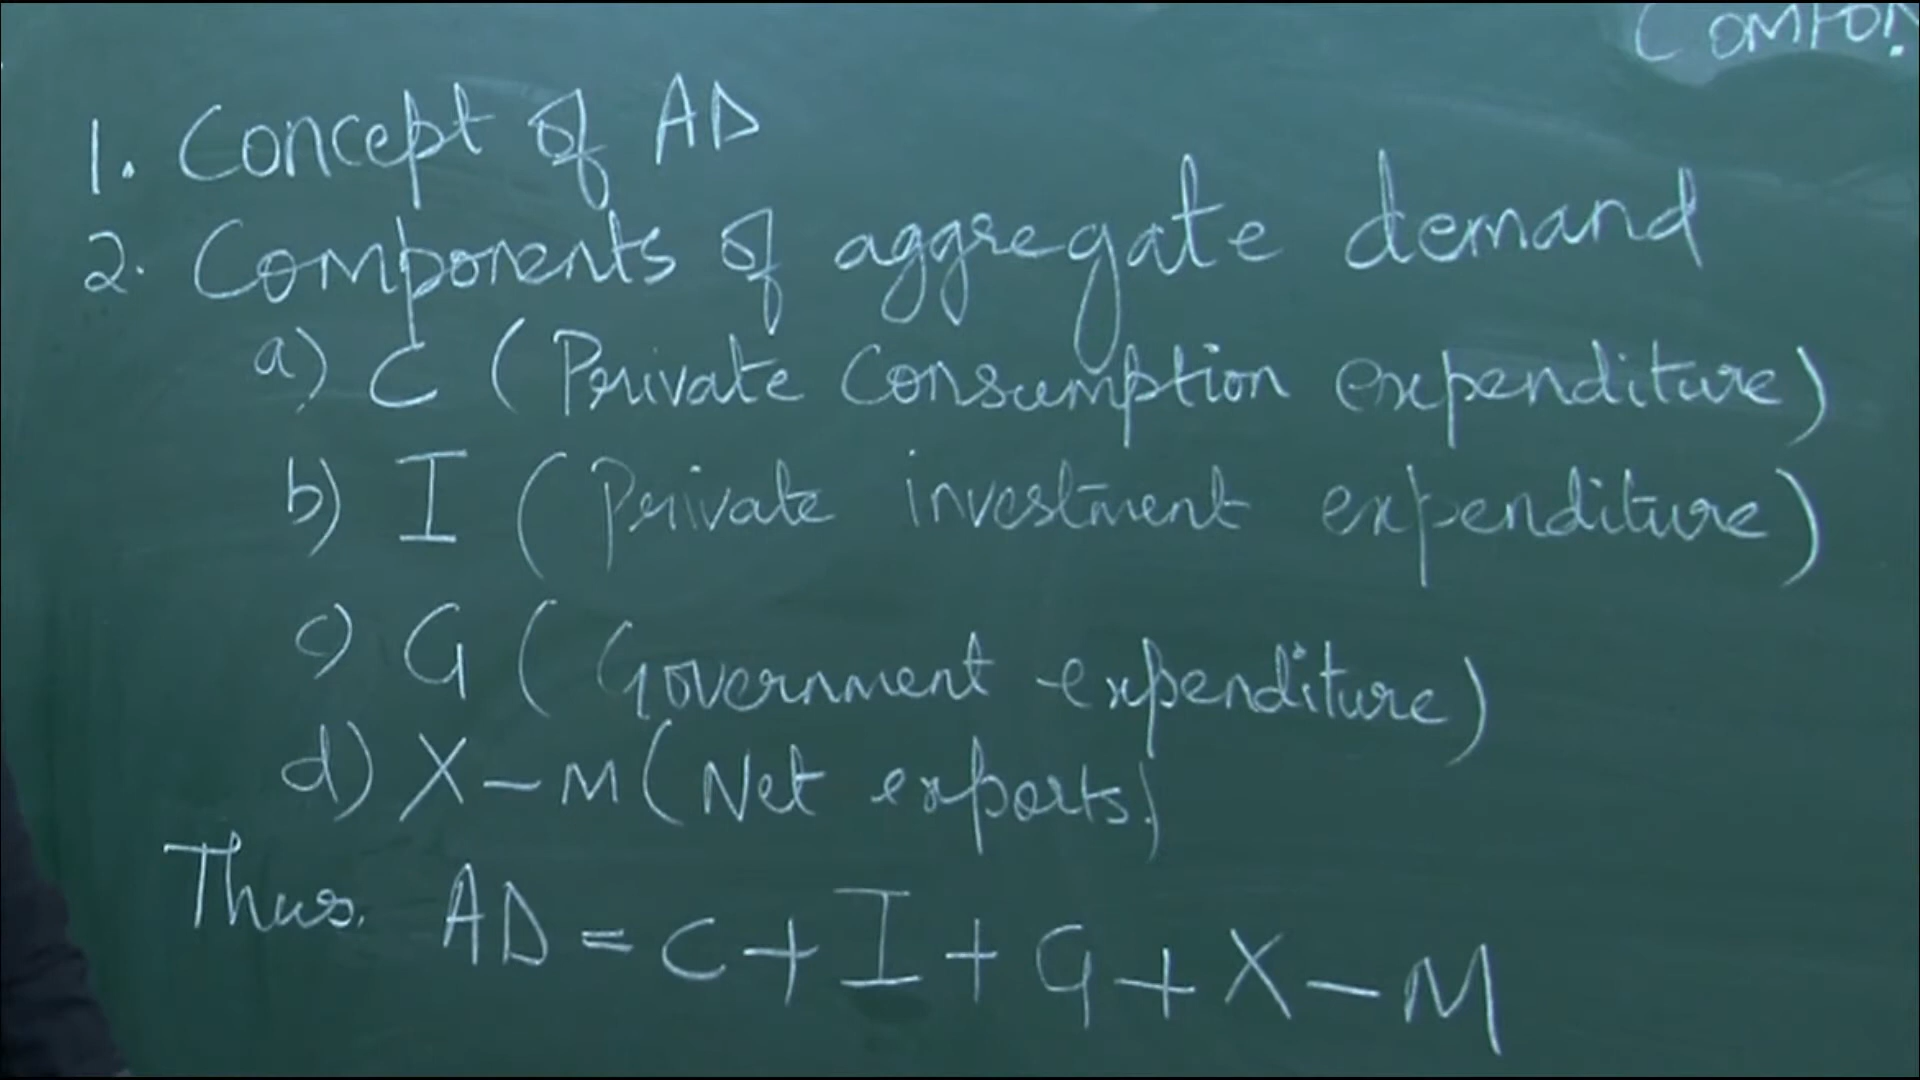 1. Concept of AD
2. Components of aggregate demand
a) C (Private Consumption expenditure)
b) I (Private investment expenditure)
c) G (Government expenditure)
d) X-M (Net exports)
Thus, AD = C + I + G + X - M